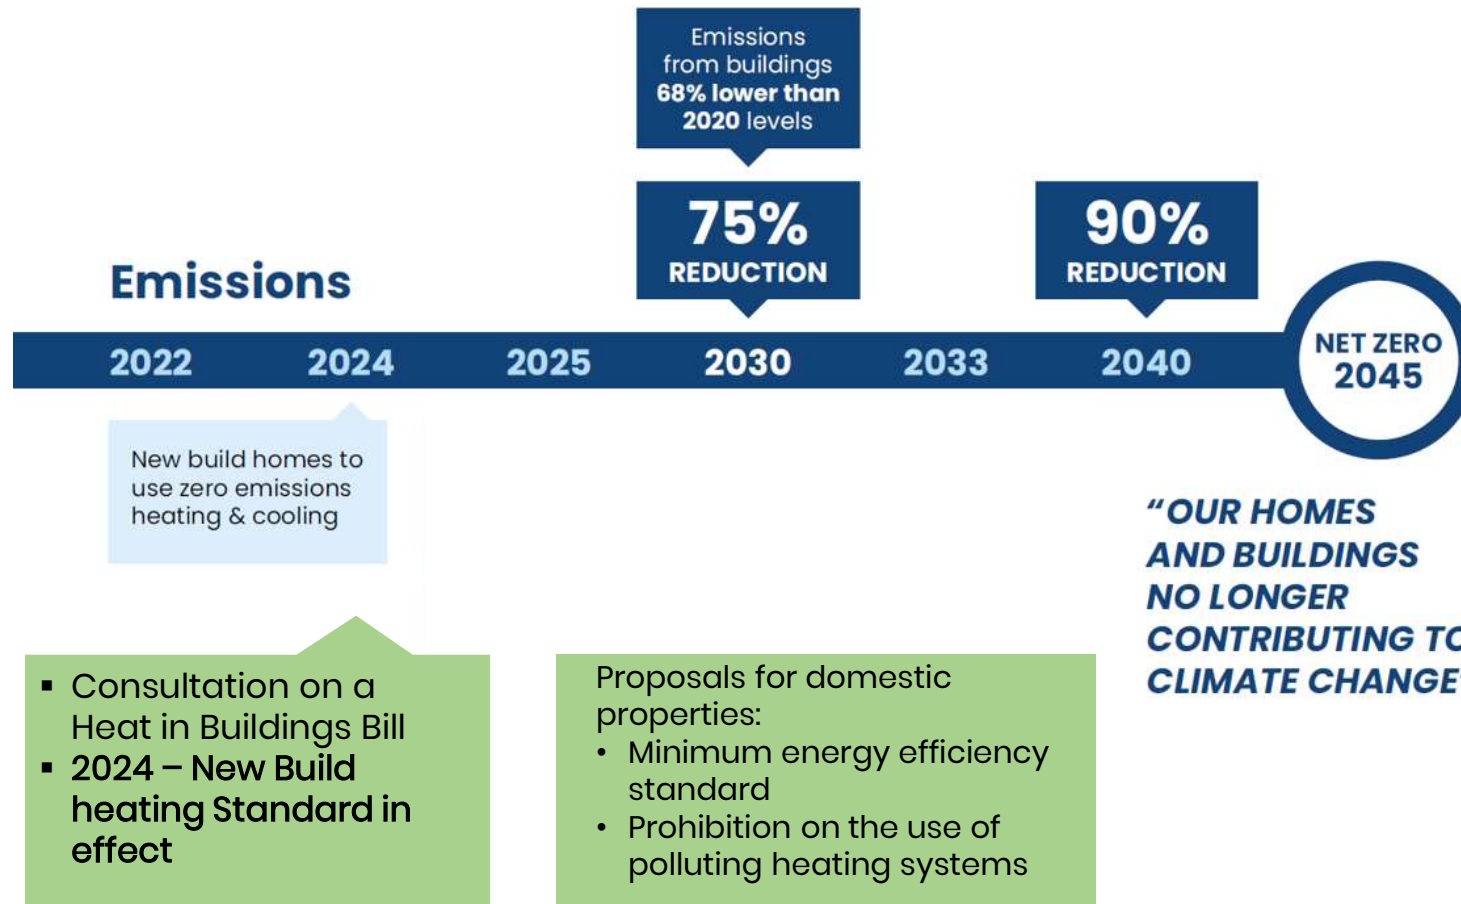 Emissions
from buildings
68% lower than
2020 levels
75%
REDUCTION
90%
REDUCTION
Emissions
2022 2024 2025 2030 2033 2040
NET ZERO
2045
New build homes to
use zero emissions
heating & cooling
“OUR HOMES
AND BUILDINGS
NO LONGER
CONTRIBUTING TO
CLIMATE CHANGE”
▪ Consultation on a
Heat in Buildings Bill
▪ 2024 – New Build
heating Standard in
effect
Proposals for domestic
properties:
• Minimum energy efficiency
standard
• Prohibition on the use of
polluting heating systems